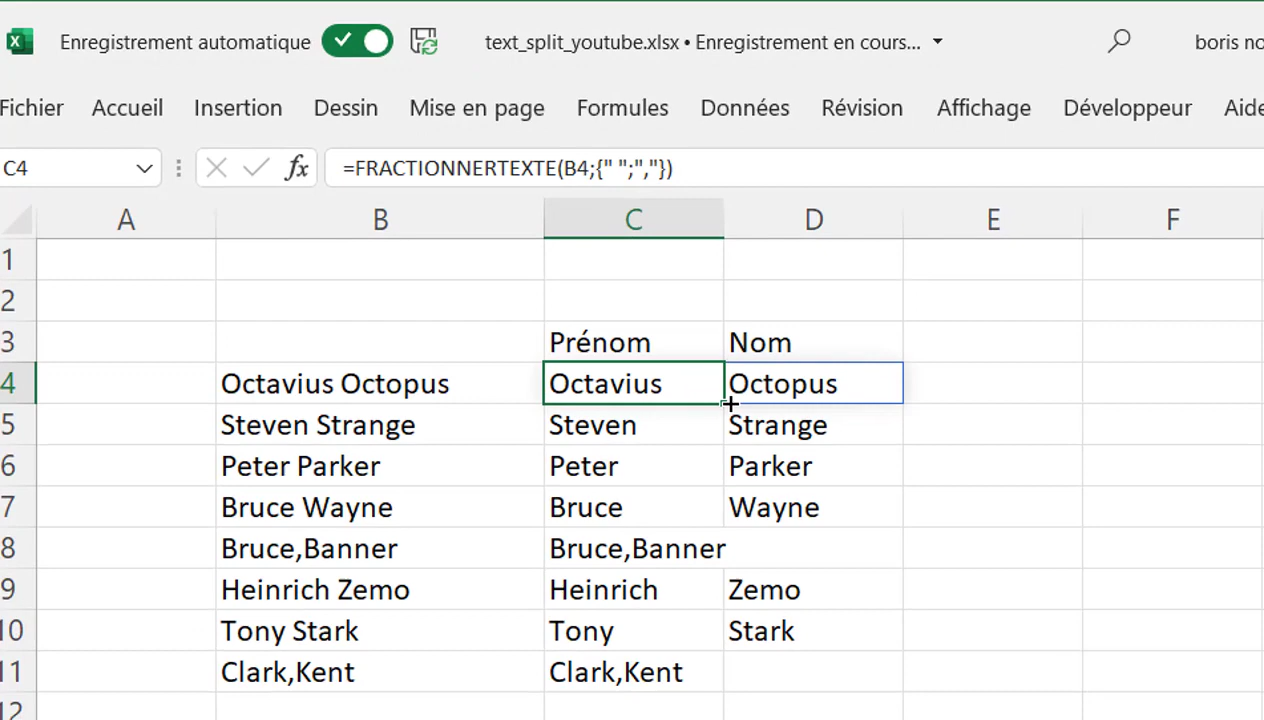 Enregistrement automatique text_split_youtube.xlsx • Enregistrement en cours... boris no
Fichier Accueil Insertion Dessin Mise en page Formules Données Révision Affichage Développeur Aide
C4 fx =FRACTIONNERTEXTE(B4;{" ";","})
A B C D E F
1
2
3 Prénom Nom
4 Octavius Octopus Octavius Octopus
5 Steven Strange Steven Strange
6 Peter Parker Peter Parker
7 Bruce Wayne Bruce Wayne
8 Bruce,Banner Bruce,Banner
9 Heinrich Zemo Heinrich Zemo
10 Tony Stark Tony Stark
11 Clark,Kent Clark,Kent
12